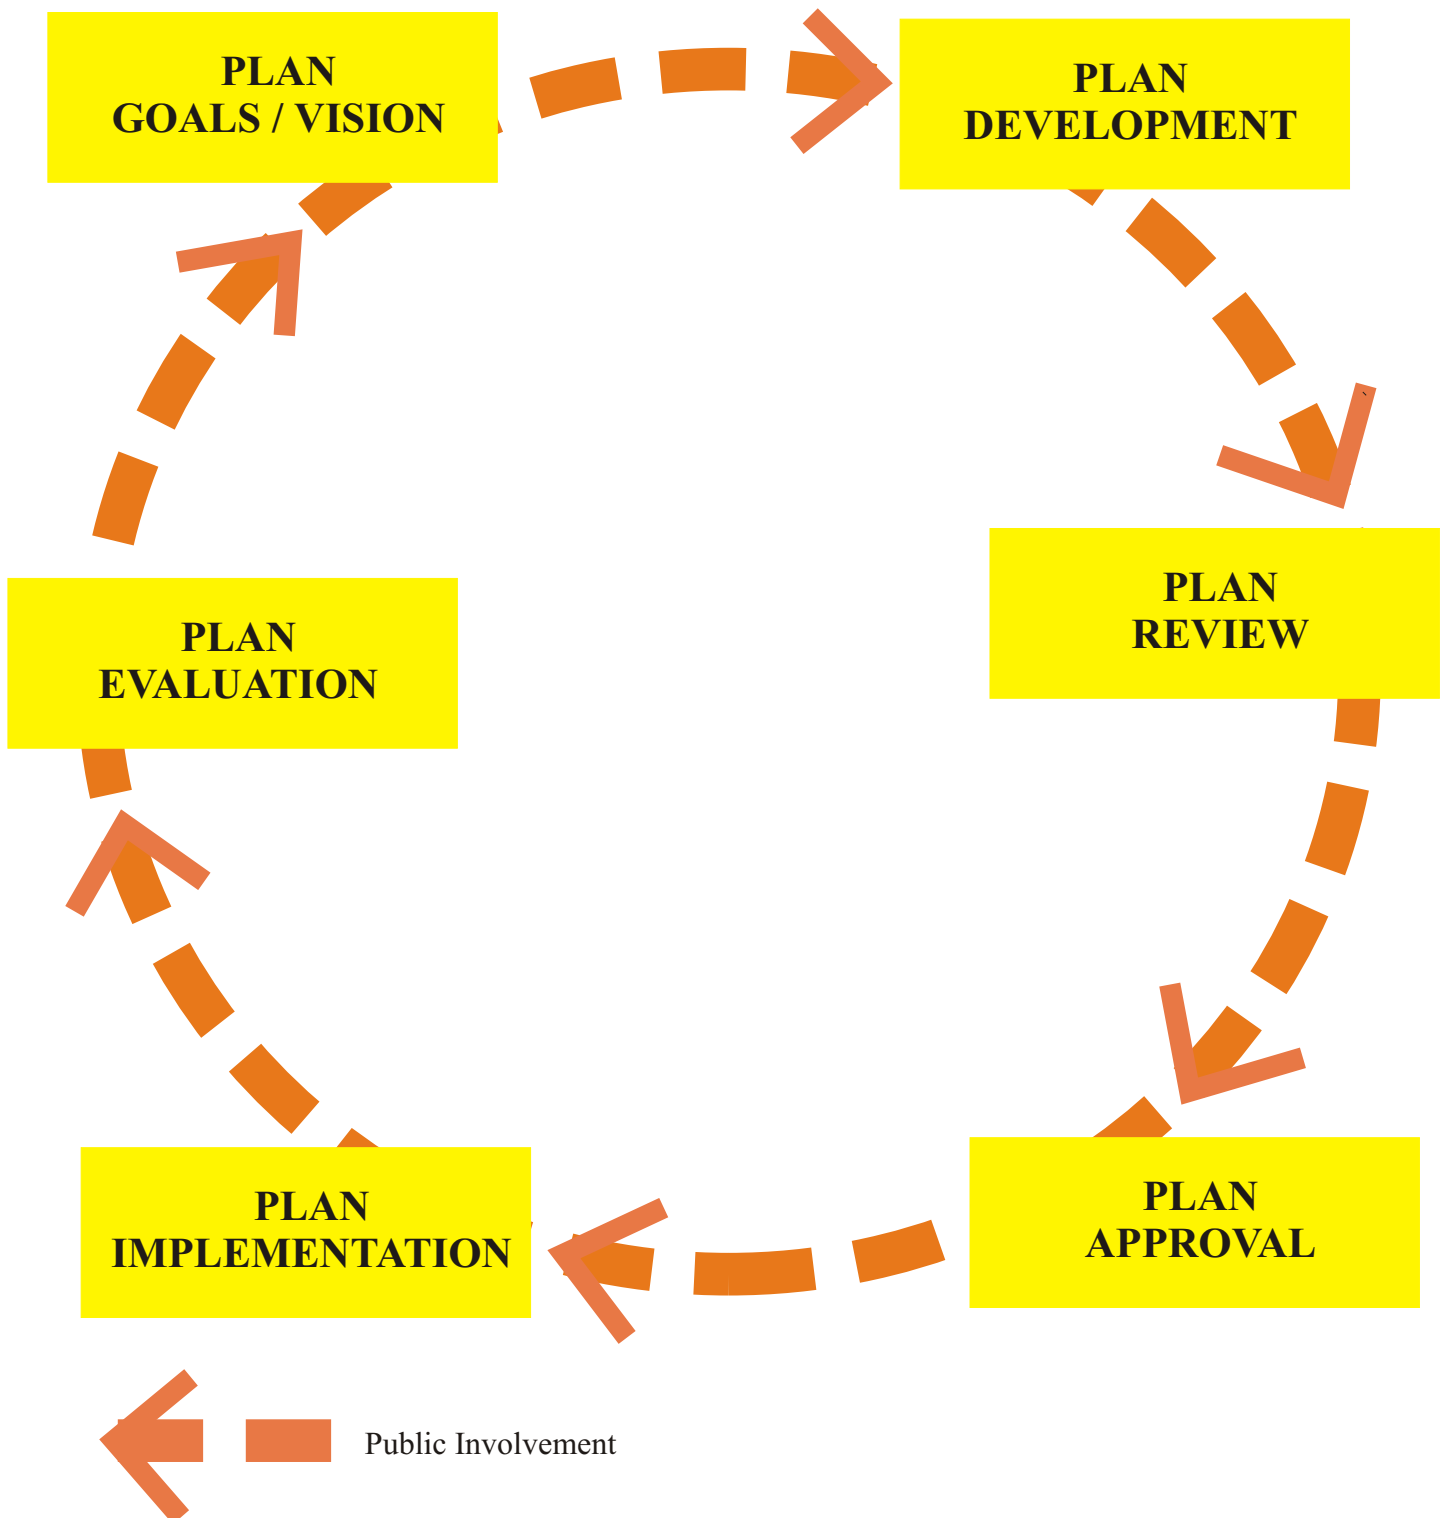 PLAN
GOALS / VISION
PLAN
DEVELOPMENT
PLAN
REVIEW
PLAN
EVALUATION
PLAN
APPROVAL
PLAN
IMPLEMENTATION
Public Involvement